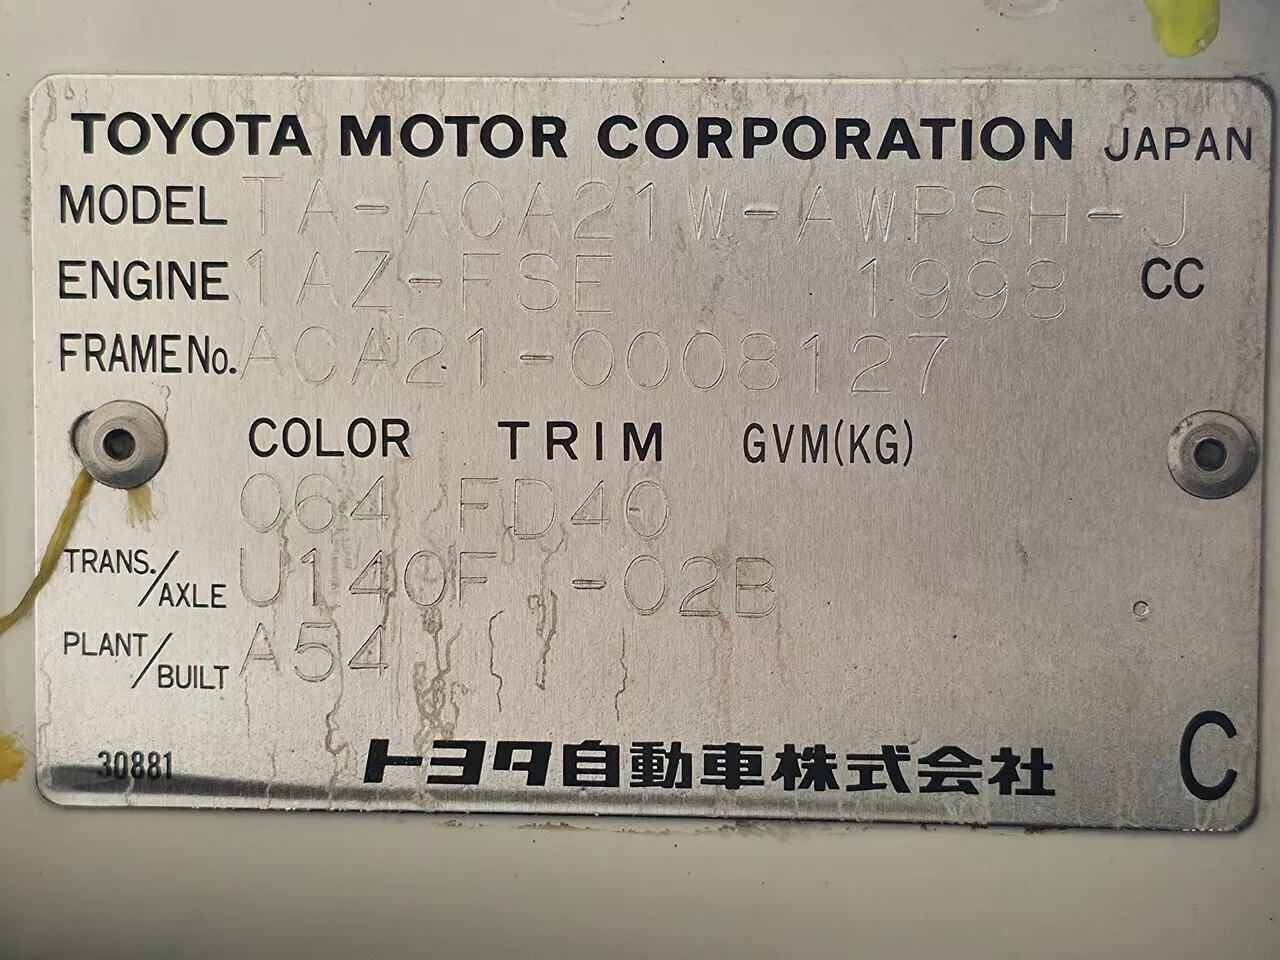 TOYOTA MOTOR CORPORATION JAPAN
MODEL TA-ACA21W-AWPSH-J
ENGINE 1AZ-FSE 1998 CC
FRAME No. ACA21-0008127
COLOR TRIM GVM(KG)
064 FD40
TRANS./AXLE U140F -02B
PLANT/BUILT A54
30881 トヨタ自動車株式会社 C